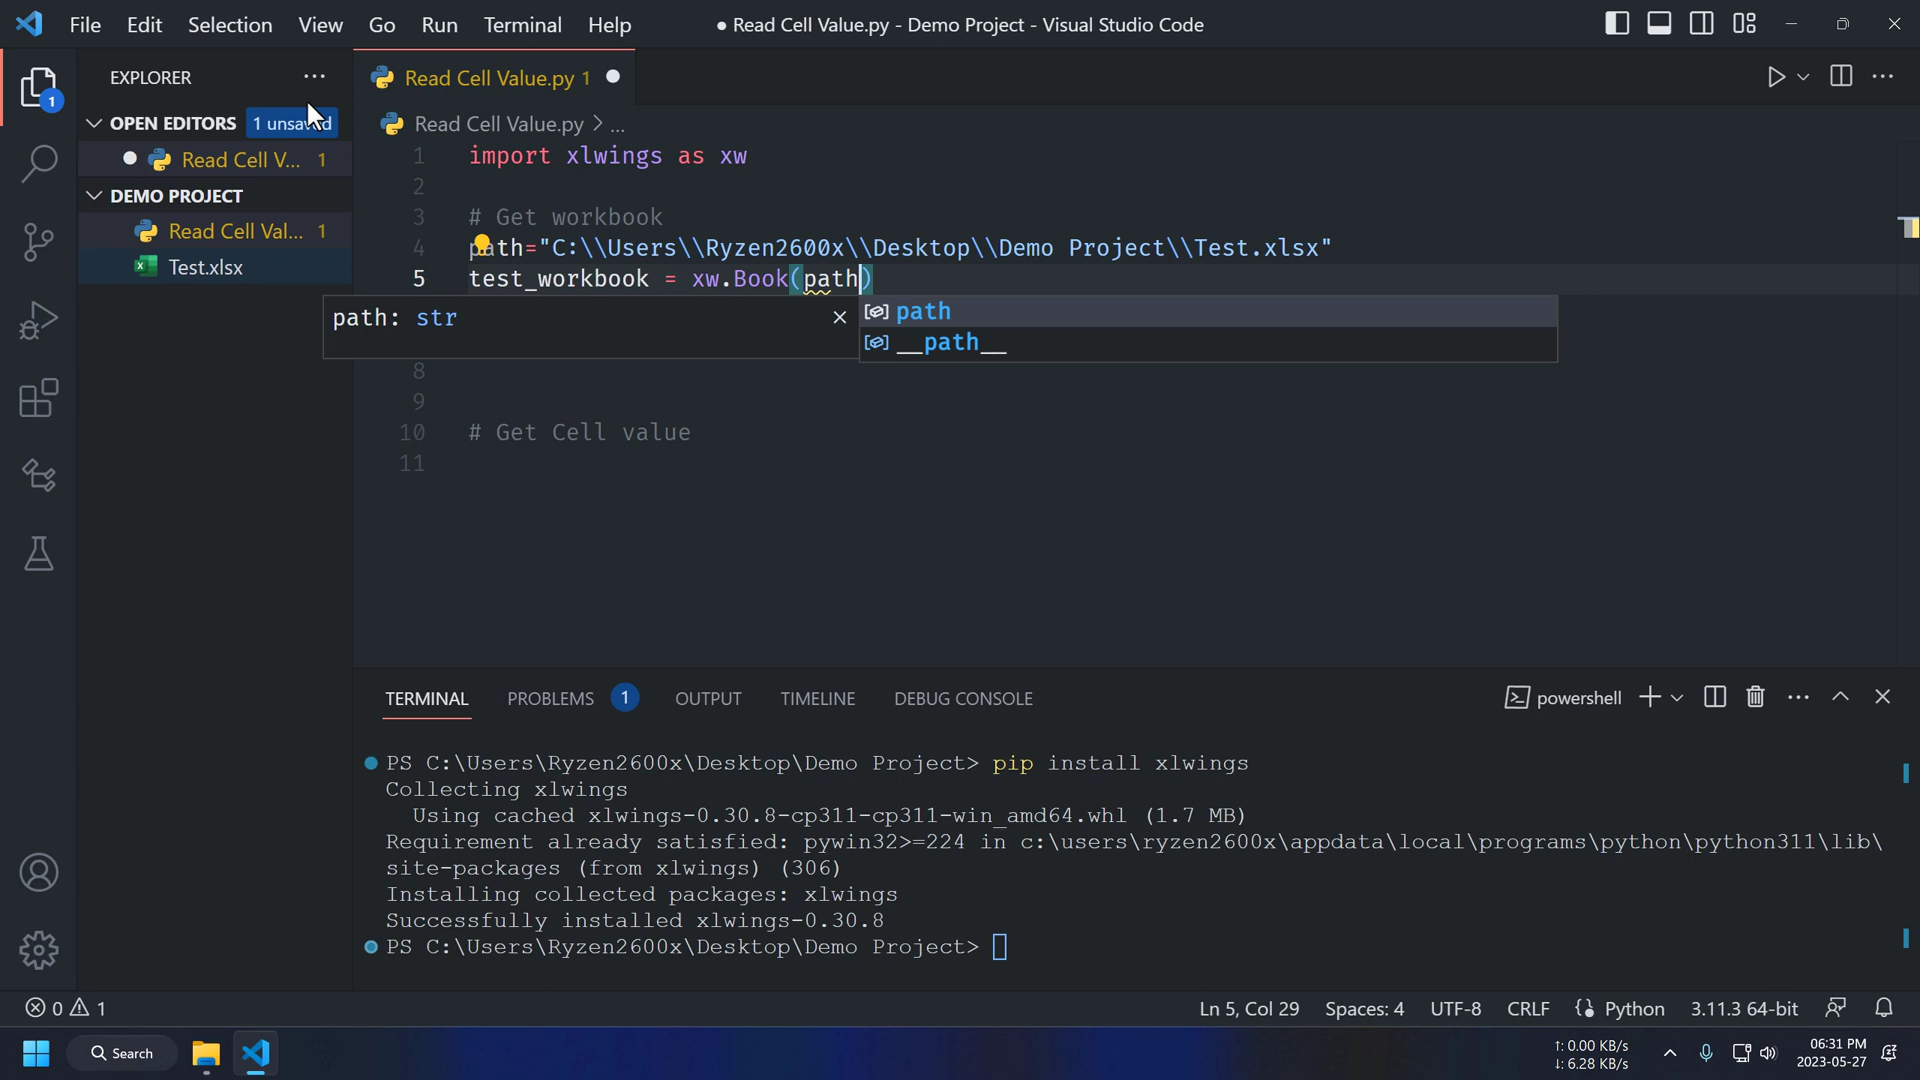 File Edit Selection View Go Run Terminal Help
● Read Cell Value.py - Demo Project - Visual Studio Code
EXPLORER
OPEN EDITORS 1 unsaved
Read Cell V... 1
DEMO PROJECT
Read Cell Val... 1
Test.xlsx
1
Read Cell Value.py 1
Read Cell Value.py > ...
1 import xlwings as xw
2
3 # Get workbook
4 path="C:\\Users\\Ryzen2600x\\Desktop\\Demo Project\\Test.xlsx"
5 test_workbook = xw.Book(path)
path: str
path
__path__
8
9
10 # Get Cell value
11
TERMINAL PROBLEMS 1 OUTPUT TIMELINE DEBUG CONSOLE
powershell
PS C:\Users\Ryzen2600x\Desktop\Demo Project> pip install xlwings
Collecting xlwings
Using cached xlwings-0.30.8-cp311-cp311-win_amd64.whl (1.7 MB)
Requirement already satisfied: pywin32>=224 in c:\users\ryzen2600x\appdata\local\programs\python\python311\lib\
site-packages (from xlwings) (306)
Installing collected packages: xlwings
Successfully installed xlwings-0.30.8
PS C:\Users\Ryzen2600x\Desktop\Demo Project>
0 1
Ln 5, Col 29 Spaces: 4 UTF-8 CRLF Python 3.11.3 64-bit
Search
↑: 0.00 KB/s
↓: 6.28 KB/s
06:31 PM
2023-05-27